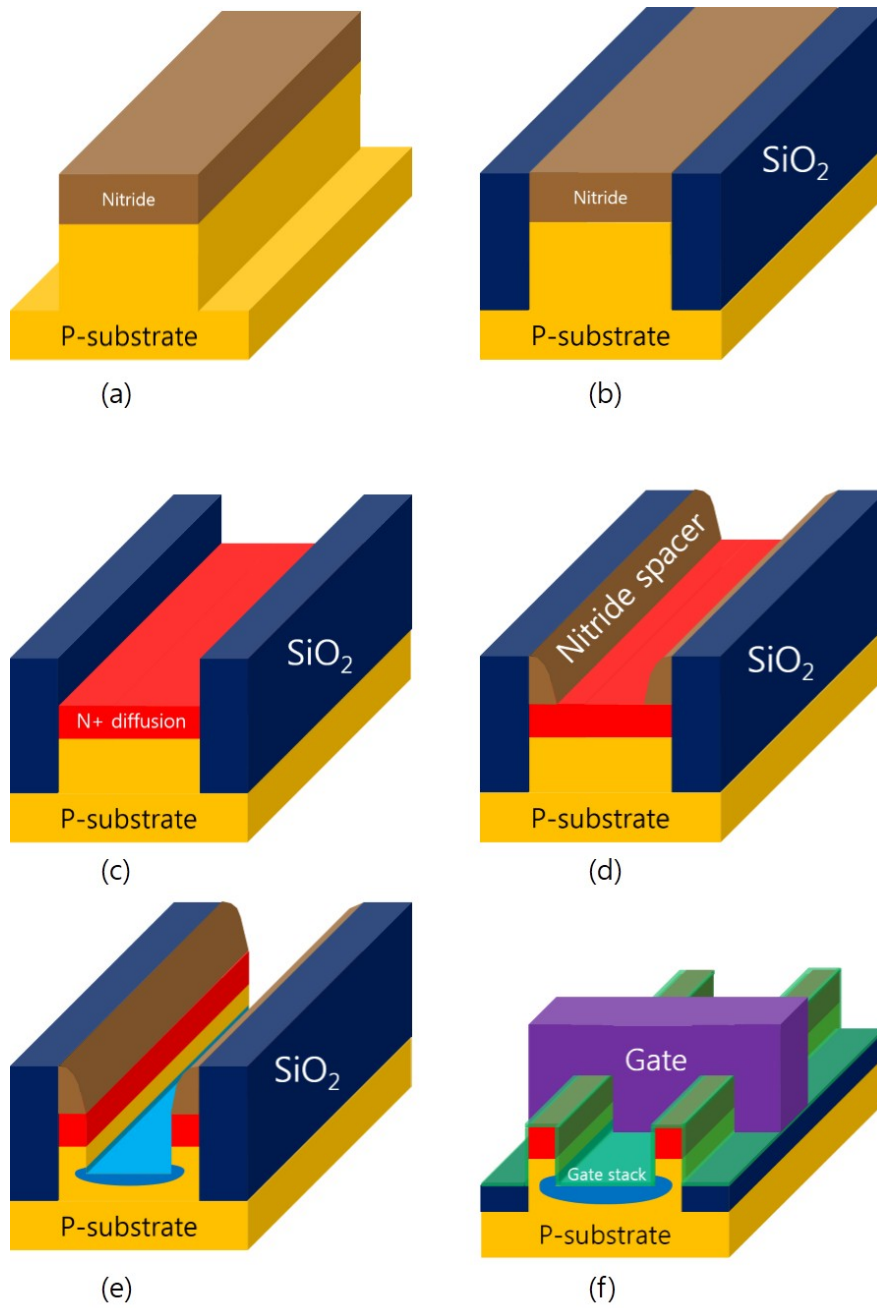 Nitride
P-substrate
(a)
Nitride
SiO₂
P-substrate
(b)
SiO₂
N+ diffusion
P-substrate
(c)
Nitride spacer
SiO₂
P-substrate
(d)
SiO₂
P-substrate
(e)
Gate
Gate stack
P-substrate
(f)